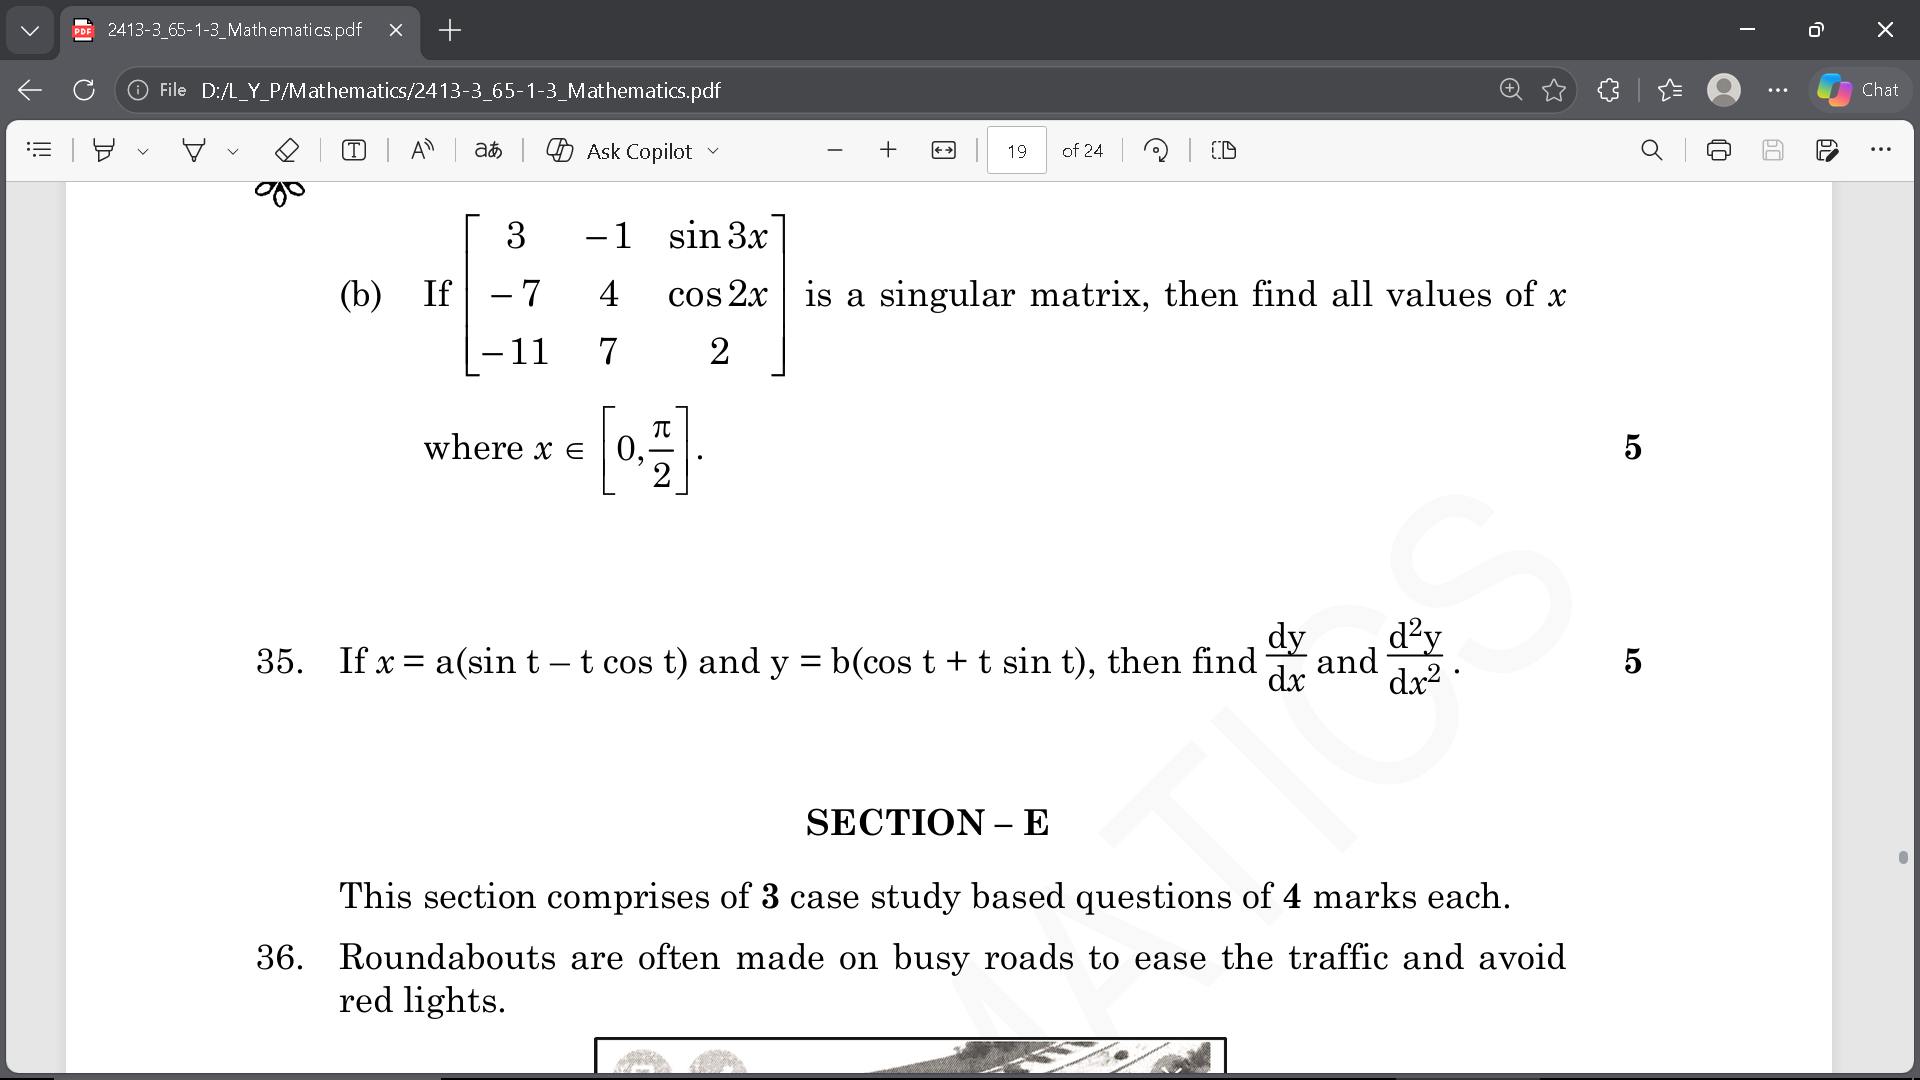 2413-3_65-1-3_Mathematics.pdf
File D:/L_Y_P/Mathematics/2413-3_65-1-3_Mathematics.pdf
Chat
Ask Copilot
19 of 24
(b) If [ 3 −1 sin 3x
−7 4 cos 2x
−11 7 2 ] is a singular matrix, then find all values of x
where x ∈ [0, π/2]. 5
35. If x = a(sin t – t cos t) and y = b(cos t + t sin t), then find dy/dx and d²y/dx². 5
SECTION – E
This section comprises of 3 case study based questions of 4 marks each.
36. Roundabouts are often made on busy roads to ease the traffic and avoid
red lights.